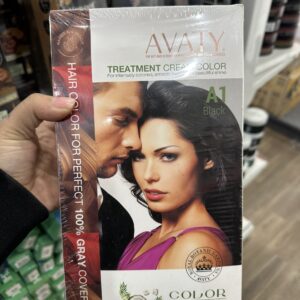 AVATY
TREATMENT CREAM COLOR
A1
Black
HAIR COLOR FOR PERFECT 100% GRAY COVER
COLOR